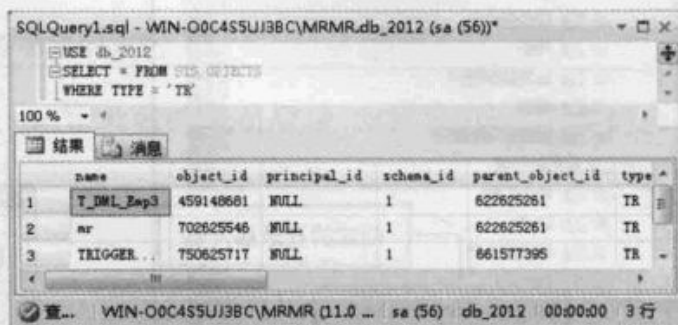 SQLQuery1.sql - WIN-O0C4S5UJ3BC\MRMR.db_2012 (sa (56))*
USE db_2012
SELECT * FROM SYS.OBJECTS
WHERE TYPE = 'TR'
100 %
结果 消息
name object_id principal_id schema_id parent_object_id type
1 T_DML_Emp3 459148681 NULL 1 622625261 TR
2 mr 702625546 NULL 1 622625261 TR
3 TRIGGER... 750625717 NULL 1 661577395 TR
查... WIN-O0C4S5UJ3BC\MRMR (11.0 ... sa (56) db_2012 00:00:00 3 行